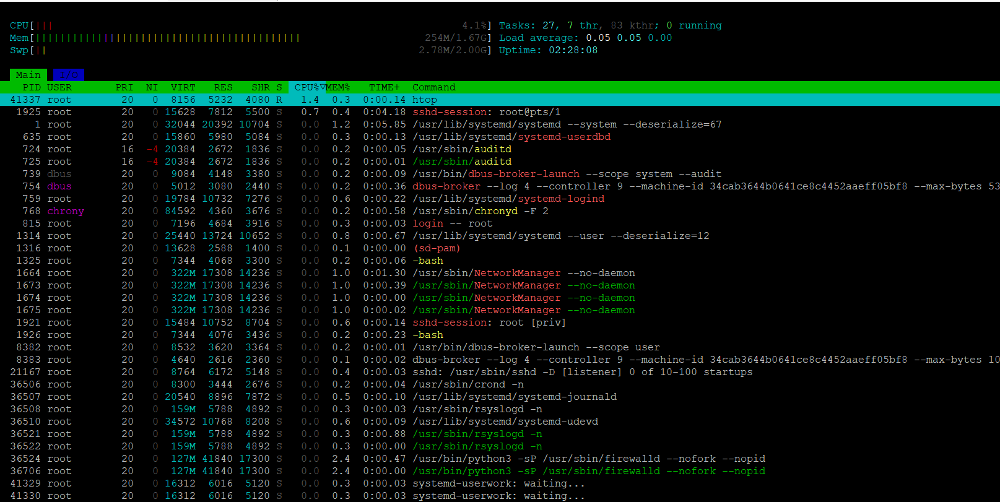 CPU[||| 4.1%] Tasks: 27, 7 thr, 83 kthr; 0 running
Mem[||||||||||||||||||||||||||||||||||||||||||| 254M/1.67G] Load average: 0.05 0.05 0.00
Swp[|| 2.78M/2.00G] Uptime: 02:28:08
Main I/O
PID USER PRI NI VIRT RES SHR S CPU%▽MEM% TIME+ Command
41337 root 20 0 8156 5232 4080 R 1.4 0.3 0:00.14 htop
1925 root 20 0 15628 7812 5500 S 0.7 0.4 0:04.18 sshd-session: root@pts/1
1 root 20 0 32044 20392 10704 S 0.0 1.2 0:05.85 /usr/lib/systemd/systemd --system --deserialize=67
635 root 20 0 15860 5980 5084 S 0.0 0.3 0:00.13 /usr/lib/systemd/systemd-userdbd
724 root 16 -4 20384 2672 1836 S 0.0 0.2 0:00.05 /usr/sbin/auditd
725 root 16 -4 20384 2672 1836 S 0.0 0.2 0:00.01 /usr/sbin/auditd
739 dbus 20 0 9084 4148 3380 S 0.0 0.2 0:00.09 /usr/bin/dbus-broker-launch --scope system --audit
754 dbus 20 0 5012 3080 2440 S 0.0 0.2 0:00.36 dbus-broker --log 4 --controller 9 --machine-id 34cab3644b0641ce8c4452aaeff05bf8 --max-bytes 53
759 root 20 0 19784 10732 7276 S 0.0 0.6 0:00.22 /usr/lib/systemd/systemd-logind
768 chrony 20 0 84592 4360 3676 S 0.0 0.2 0:00.58 /usr/sbin/chronyd -F 2
815 root 20 0 7196 4684 3916 S 0.0 0.3 0:00.03 login -- root
1314 root 20 0 25440 13724 10652 S 0.0 0.8 0:00.67 /usr/lib/systemd/systemd --user --deserialize=12
1316 root 20 0 13628 2588 1400 S 0.0 0.1 0:00.00 (sd-pam)
1325 root 20 0 7344 4068 3300 S 0.0 0.2 0:00.06 -bash
1664 root 20 0 322M 17308 14236 S 0.0 1.0 0:01.30 /usr/sbin/NetworkManager --no-daemon
1673 root 20 0 322M 17308 14236 S 0.0 1.0 0:00.39 /usr/sbin/NetworkManager --no-daemon
1674 root 20 0 322M 17308 14236 S 0.0 1.0 0:00.00 /usr/sbin/NetworkManager --no-daemon
1675 root 20 0 322M 17308 14236 S 0.0 1.0 0:00.02 /usr/sbin/NetworkManager --no-daemon
1921 root 20 0 15484 10752 8704 S 0.0 0.6 0:00.14 sshd-session: root [priv]
1926 root 20 0 7344 4076 3436 S 0.0 0.2 0:00.23 -bash
8382 root 20 0 8532 3620 3364 S 0.0 0.2 0:00.01 /usr/bin/dbus-broker-launch --scope user
8383 root 20 0 4640 2616 2360 S 0.0 0.1 0:00.02 dbus-broker --log 4 --controller 9 --machine-id 34cab3644b0641ce8c4452aaeff05bf8 --max-bytes 10
21167 root 20 0 8764 6172 5148 S 0.0 0.4 0:00.03 sshd: /usr/sbin/sshd -D [listener] 0 of 10-100 startups
36506 root 20 0 8300 3444 2676 S 0.0 0.2 0:00.04 /usr/sbin/crond -n
36507 root 20 0 20540 8896 7872 S 0.0 0.5 0:00.10 /usr/lib/systemd/systemd-journald
36508 root 20 0 159M 5788 4892 S 0.0 0.3 0:00.03 /usr/sbin/rsyslogd -n
36510 root 20 0 34572 10768 8208 S 0.0 0.6 0:00.09 /usr/lib/systemd/systemd-udevd
36521 root 20 0 159M 5788 4892 S 0.0 0.3 0:00.88 /usr/sbin/rsyslogd -n
36522 root 20 0 159M 5788 4892 S 0.0 0.3 0:00.00 /usr/sbin/rsyslogd -n
36524 root 20 0 127M 41840 17300 S 0.0 2.4 0:00.47 /usr/bin/python3 -sP /usr/sbin/firewalld --nofork --nopid
36706 root 20 0 127M 41840 17300 S 0.0 2.4 0:00.00 /usr/bin/python3 -sP /usr/sbin/firewalld --nofork --nopid
41329 root 20 0 16312 6016 5120 S 0.0 0.3 0:00.03 systemd-userwork: waiting...
41330 root 20 0 16312 6016 5120 S 0.0 0.3 0:00.03 systemd-userwork: waiting...